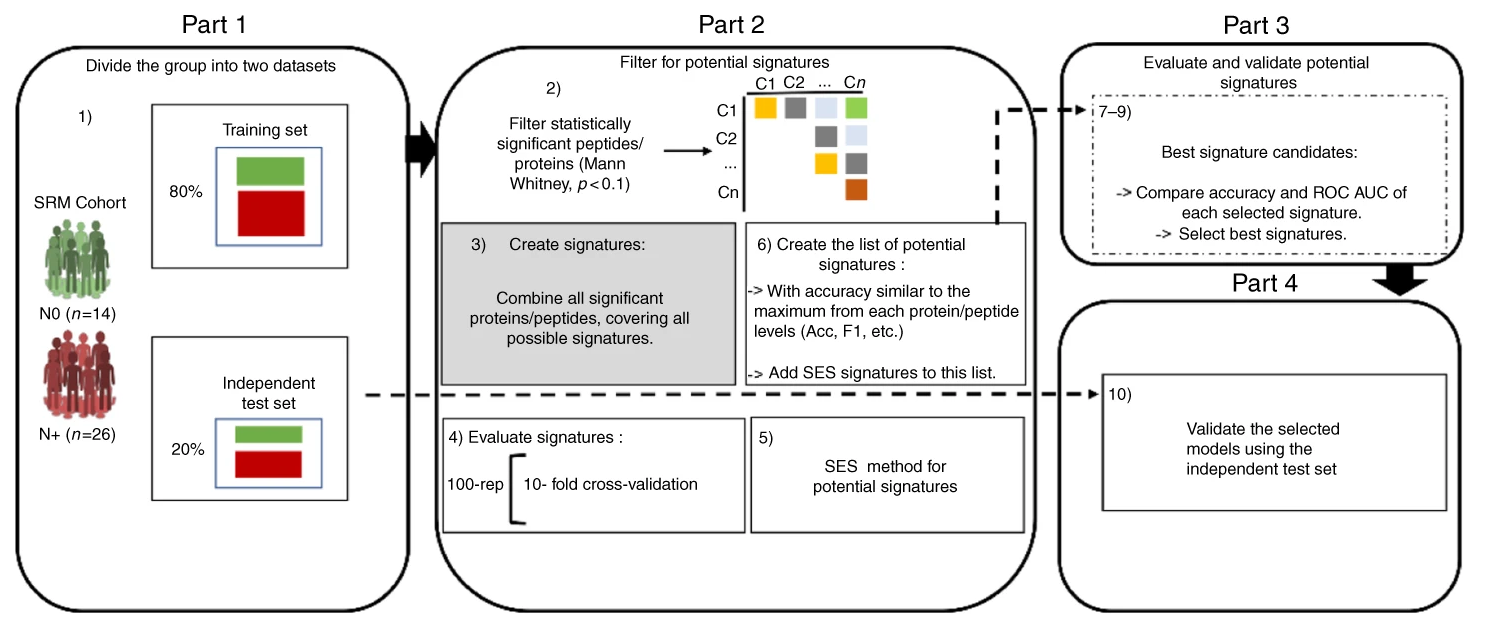 Part 1
Divide the group into two datasets
1)
Training set
80%
SRM Cohort
N0 (n=14)
N+ (n=26)
Independent
test set
20%
Part 2
Filter for potential signatures
2)
Filter statistically
significant peptides/
proteins (Mann
Whitney, p<0.1)
C1 C2 ... Cn
C1
C2
...
Cn
3) Create signatures:
Combine all significant
proteins/peptides, covering all
possible signatures.
6) Create the list of potential
signatures :
-> With accuracy similar to the
maximum from each protein/peptide
levels (Acc, F1, etc.)
-> Add SES signatures to this list.
4) Evaluate signatures :
100-rep 10- fold cross-validation
5)
SES method for
potential signatures
Part 3
Evaluate and validate potential
signatures
7–9)
Best signature candidates:
-> Compare accuracy and ROC AUC of
each selected signature.
-> Select best signatures.
Part 4
10)
Validate the selected
models using the
independent test set